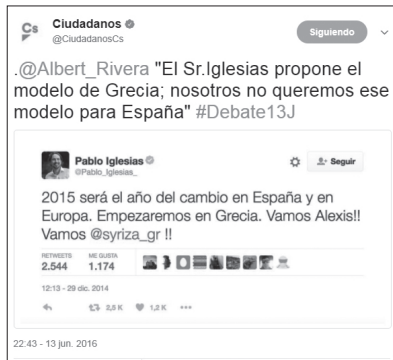 Cs
Ciudadanos
@CiudadanosCs
Siguiendo
.@Albert_Rivera "El Sr.Iglesias propone el
modelo de Grecia; nosotros no queremos ese
modelo para España" #Debate13J
Pablo Iglesias
@Pablo_Iglesias_
Seguir
2015 será el año del cambio en España y en
Europa. Empezaremos en Grecia. Vamos Alexis!!
Vamos @syriza_gr !!
RETWEETS ME GUSTA
2.544 1.174
12:13 - 29 dic. 2014
2,5 K 1,2 K
22:43 - 13 jun. 2016